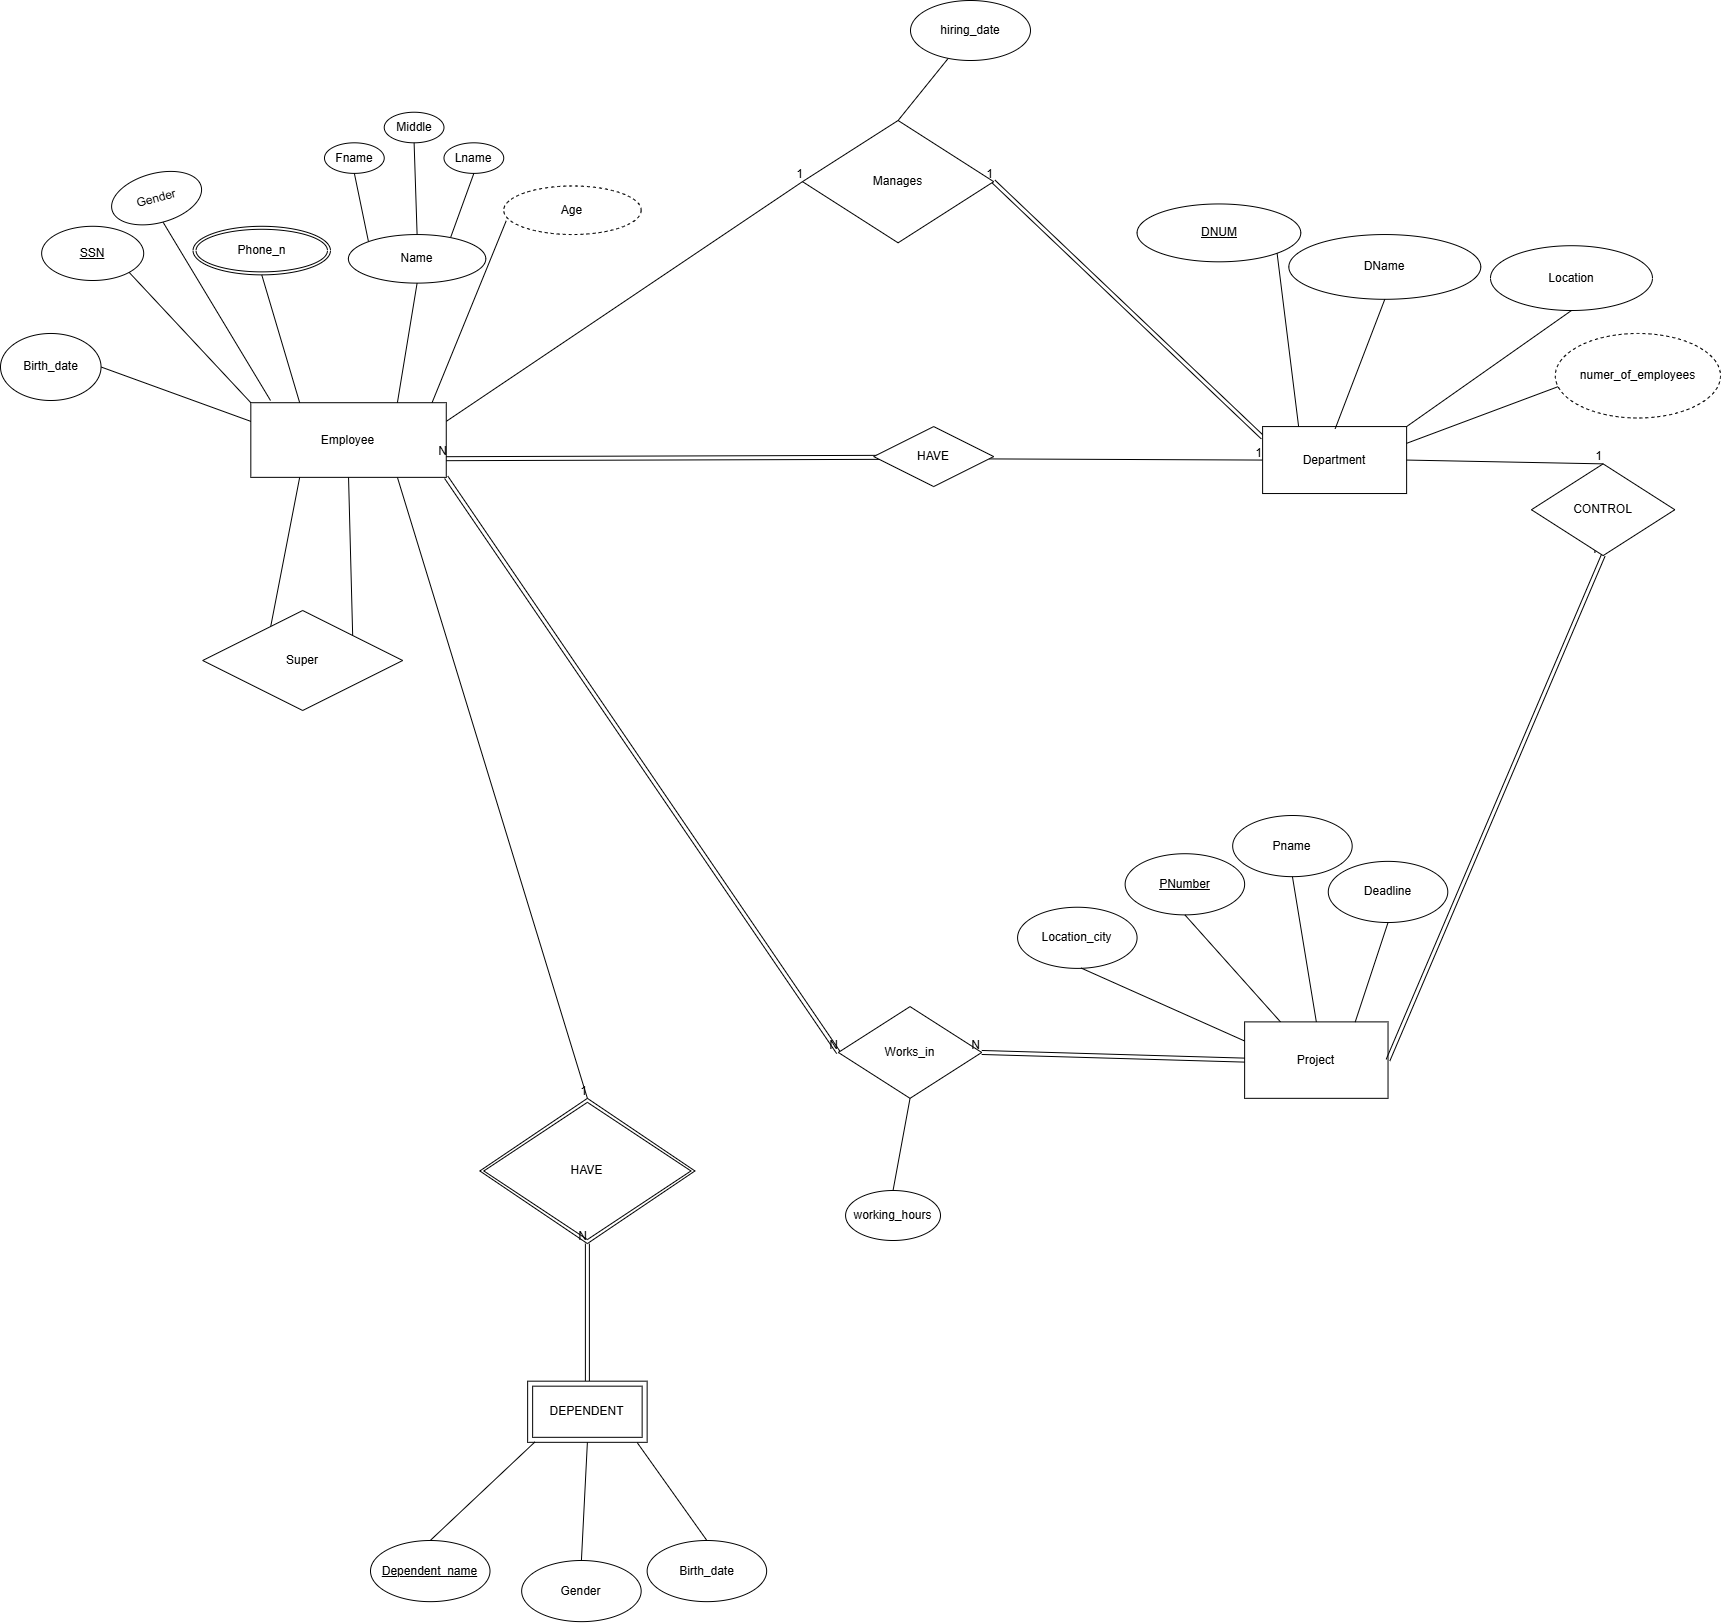 hiring_date
Middle
Fname
Lname
Gender
Age
SSN
Phone_n
Name
Birth_date
1
Manages
1
DNUM
DName
Location
numer_of_employees
Employee
N
HAVE
1
Department
1
CONTROL
Super
Pname
PNumber
Deadline
Location_city
N
Works_in
N
Project
1
HAVE
N
working_hours
DEPENDENT
Dependent_name
Gender
Birth_date